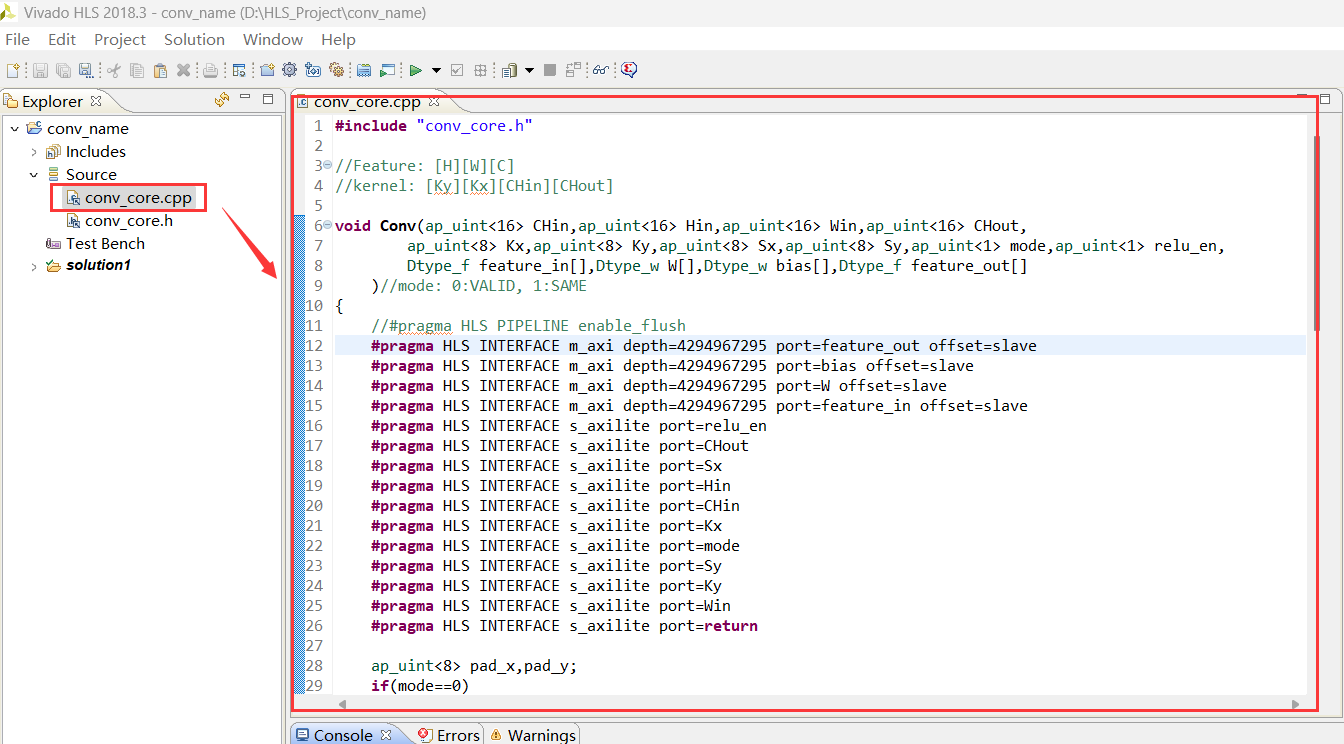 Vivado HLS 2018.3 - conv_name (D:\HLS_Project\conv_name)
File Edit Project Solution Window Help
Explorer
conv_name
Includes
Source
conv_core.cpp
conv_core.h
Test Bench
solution1
conv_core.cpp
1 #include "conv_core.h"
2
3 //Feature: [H][W][C]
4 //kernel: [Ky][Kx][CHin][CHout]
5
6 void Conv(ap_uint<16> CHin,ap_uint<16> Hin,ap_uint<16> Win,ap_uint<16> CHout,
7 ap_uint<8> Kx,ap_uint<8> Ky,ap_uint<8> Sx,ap_uint<8> Sy,ap_uint<1> mode,ap_uint<1> relu_en,
8 Dtype_f feature_in[],Dtype_w W[],Dtype_w bias[],Dtype_f feature_out[]
9 )//mode: 0:VALID, 1:SAME
10 {
11 //#pragma HLS PIPELINE enable_flush
12 #pragma HLS INTERFACE m_axi depth=4294967295 port=feature_out offset=slave
13 #pragma HLS INTERFACE m_axi depth=4294967295 port=bias offset=slave
14 #pragma HLS INTERFACE m_axi depth=4294967295 port=W offset=slave
15 #pragma HLS INTERFACE m_axi depth=4294967295 port=feature_in offset=slave
16 #pragma HLS INTERFACE s_axilite port=relu_en
17 #pragma HLS INTERFACE s_axilite port=CHout
18 #pragma HLS INTERFACE s_axilite port=Sx
19 #pragma HLS INTERFACE s_axilite port=Hin
20 #pragma HLS INTERFACE s_axilite port=CHin
21 #pragma HLS INTERFACE s_axilite port=Kx
22 #pragma HLS INTERFACE s_axilite port=mode
23 #pragma HLS INTERFACE s_axilite port=Sy
24 #pragma HLS INTERFACE s_axilite port=Ky
25 #pragma HLS INTERFACE s_axilite port=Win
26 #pragma HLS INTERFACE s_axilite port=return
27
28 ap_uint<8> pad_x,pad_y;
29 if(mode==0)
Console Errors Warnings